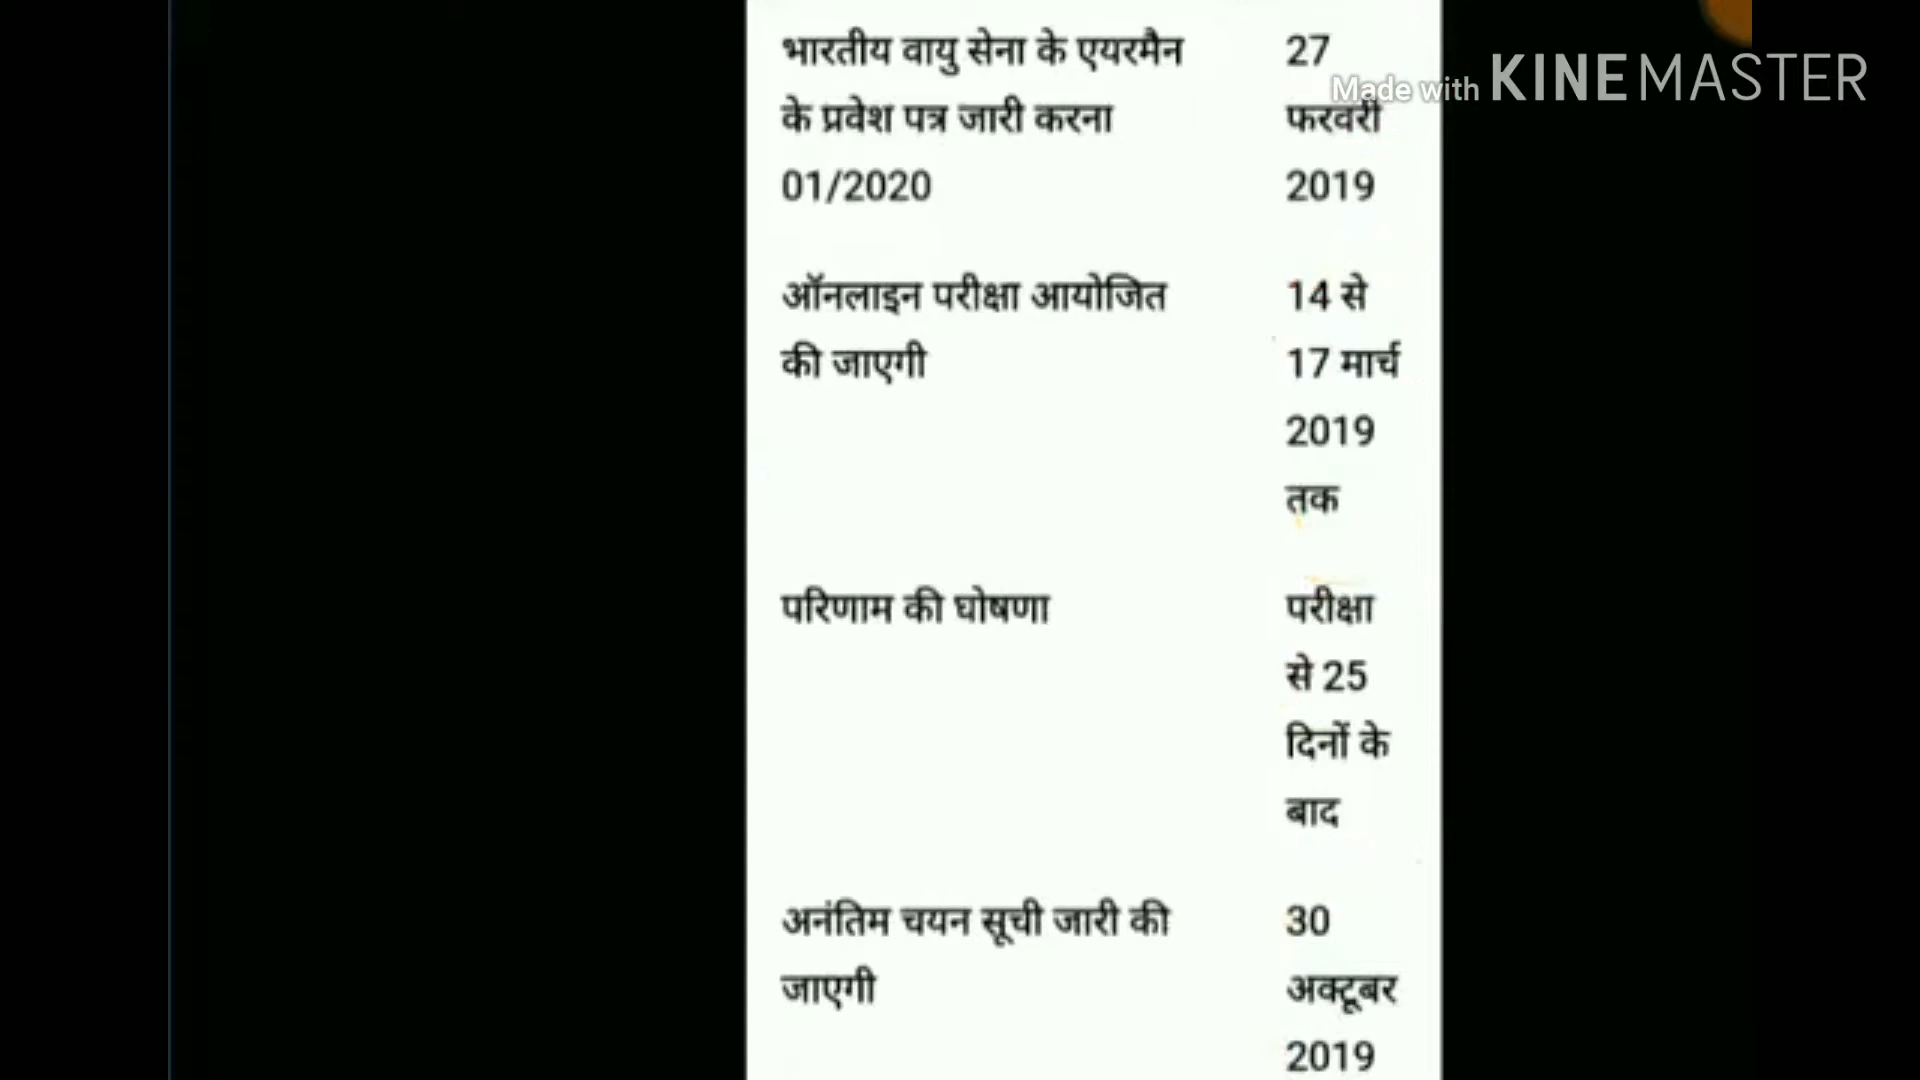 भारतीय वायु सेना के एयरमैन
के प्रवेश पत्र जारी करना
01/2020
27
फरवरी
2019
Made with KINEMASTER
ऑनलाइन परीक्षा आयोजित
की जाएगी
14 से
17 मार्च
2019
तक
परिणाम की घोषणा
परीक्षा
से 25
दिनों के
बाद
अनंतिम चयन सूची जारी की
जाएगी
30
अक्टूबर
2019